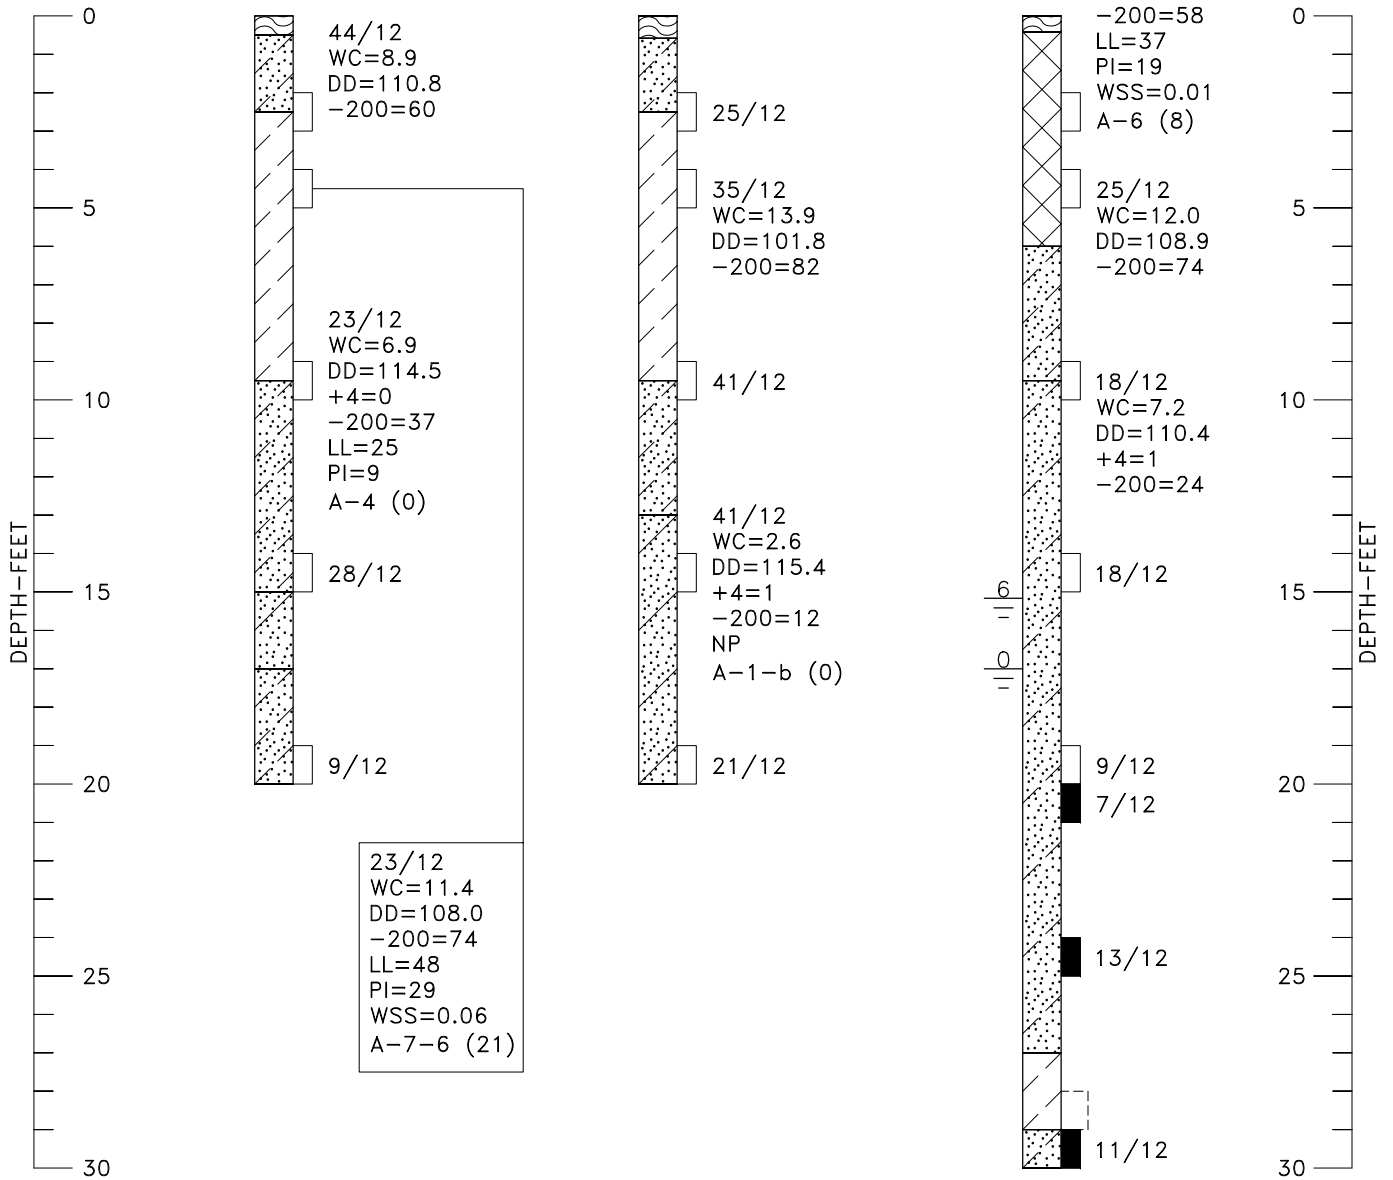 0
5
10
15
20
25
30
DEPTH-FEET
44/12
WC=8.9
DD=110.8
-200=60
23/12
WC=6.9
DD=114.5
+4=0
-200=37
LL=25
PI=9
A-4 (0)
28/12
9/12
23/12
WC=11.4
DD=108.0
-200=74
LL=48
PI=29
WSS=0.06
A-7-6 (21)
25/12
35/12
WC=13.9
DD=101.8
-200=82
41/12
41/12
WC=2.6
DD=115.4
+4=1
-200=12
NP
A-1-b (0)
21/12
-200=58
LL=37
PI=19
WSS=0.01
A-6 (8)
25/12
WC=12.0
DD=108.9
-200=74
18/12
WC=7.2
DD=110.4
+4=1
-200=24
18/12
6
0
9/12
7/12
13/12
11/12
0
5
10
15
20
25
30
DEPTH-FEET